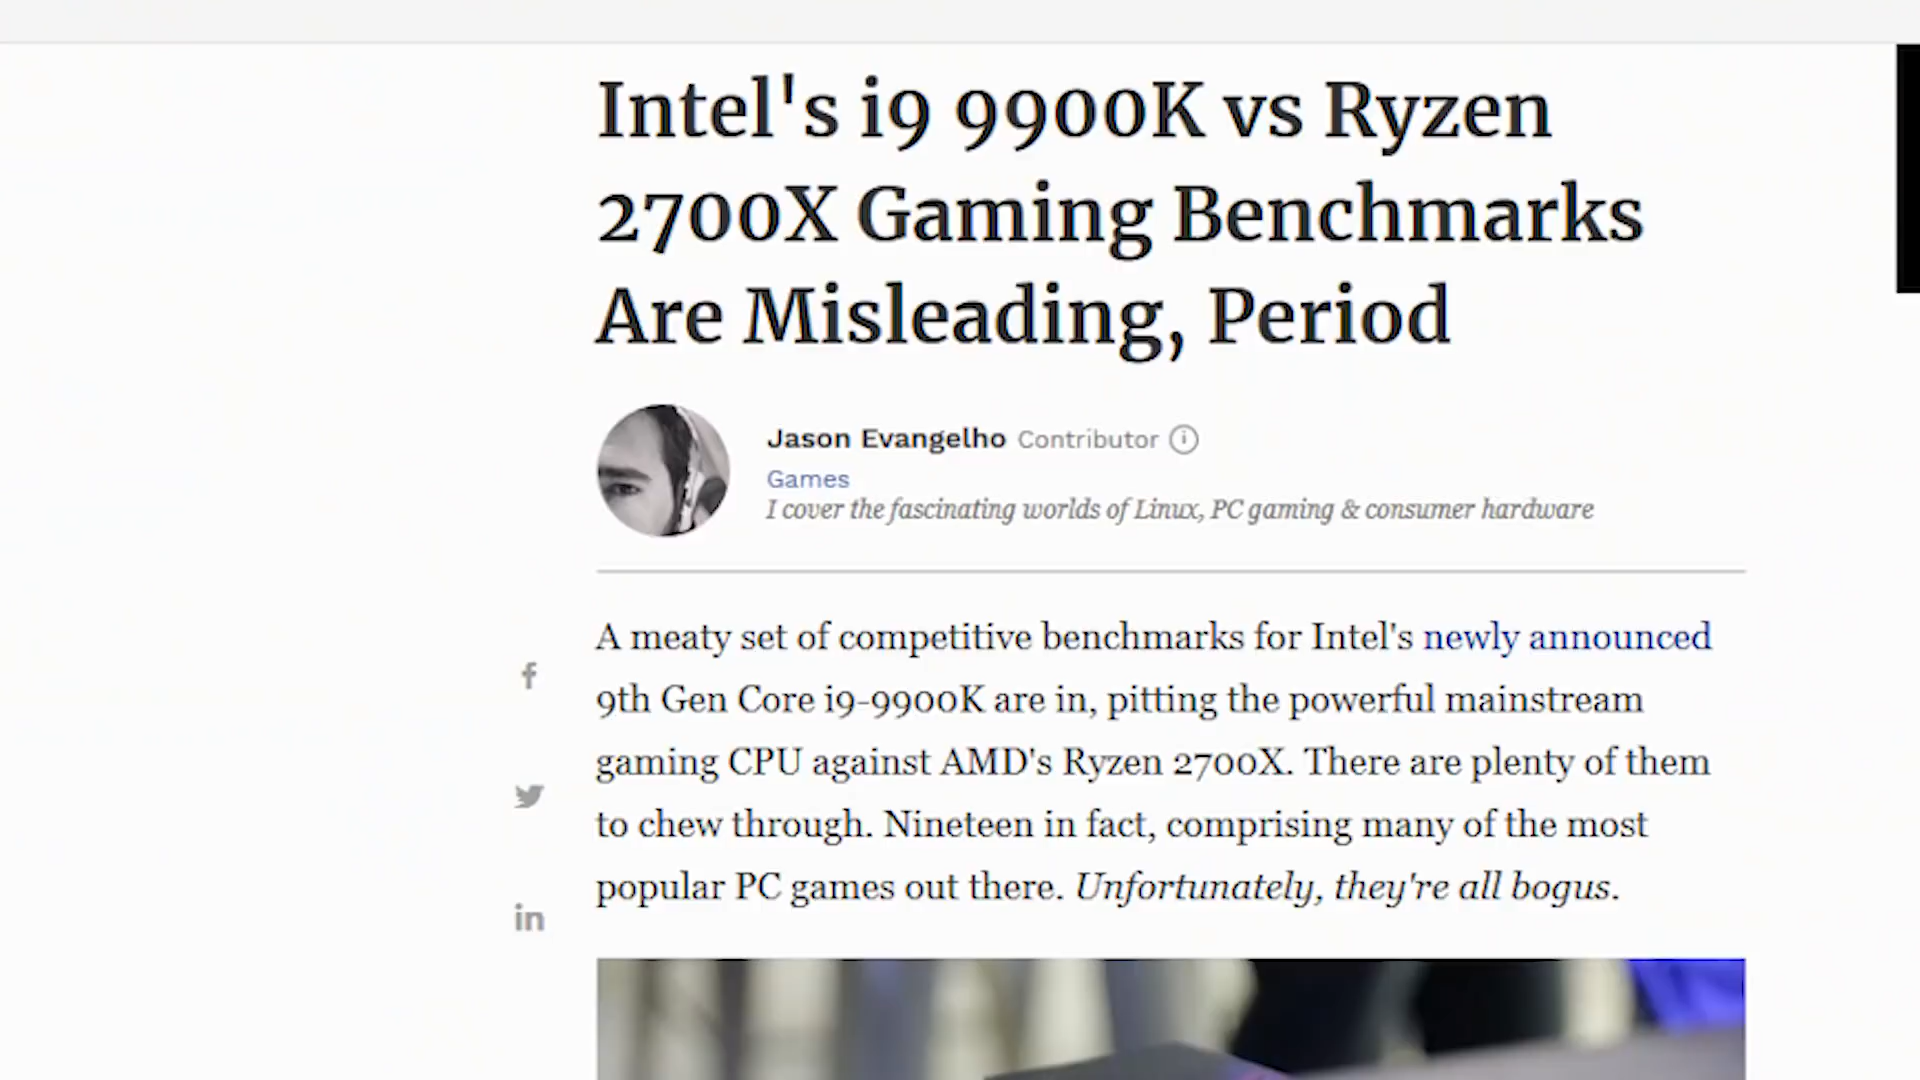 Intel's i9 9900K vs Ryzen
2700X Gaming Benchmarks
Are Misleading, Period
Jason Evangelho Contributor
Games
I cover the fascinating worlds of Linux, PC gaming & consumer hardware
A meaty set of competitive benchmarks for Intel's newly announced
9th Gen Core i9-9900K are in, pitting the powerful mainstream
gaming CPU against AMD's Ryzen 2700X. There are plenty of them
to chew through. Nineteen in fact, comprising many of the most
popular PC games out there. Unfortunately, they're all bogus.